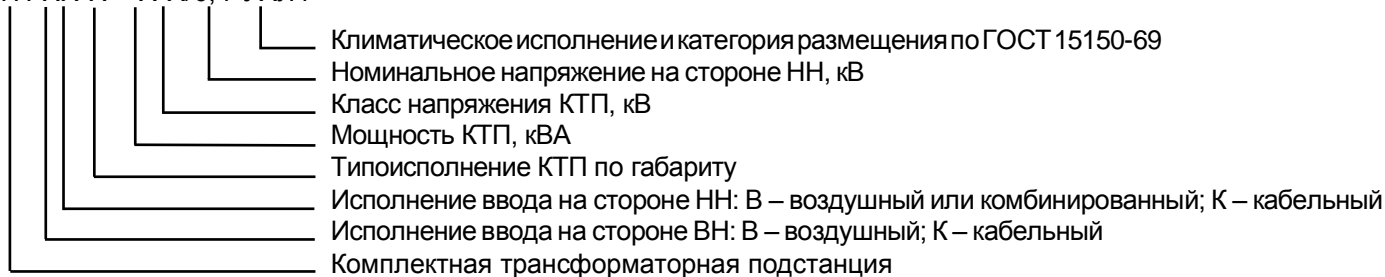 Климатическое исполнение и категория размещения по ГОСТ 15150-69
Номинальное напряжение на стороне НН, кВ
Класс напряжения КТП, кВ
Мощность КТП, кВА
Типоисполнение КТП по габариту
Исполнение ввода на стороне НН: В – воздушный или комбинированный; К – кабельный
Исполнение ввода на стороне ВН: В – воздушный; К – кабельный
Комплектная трансформаторная подстанция